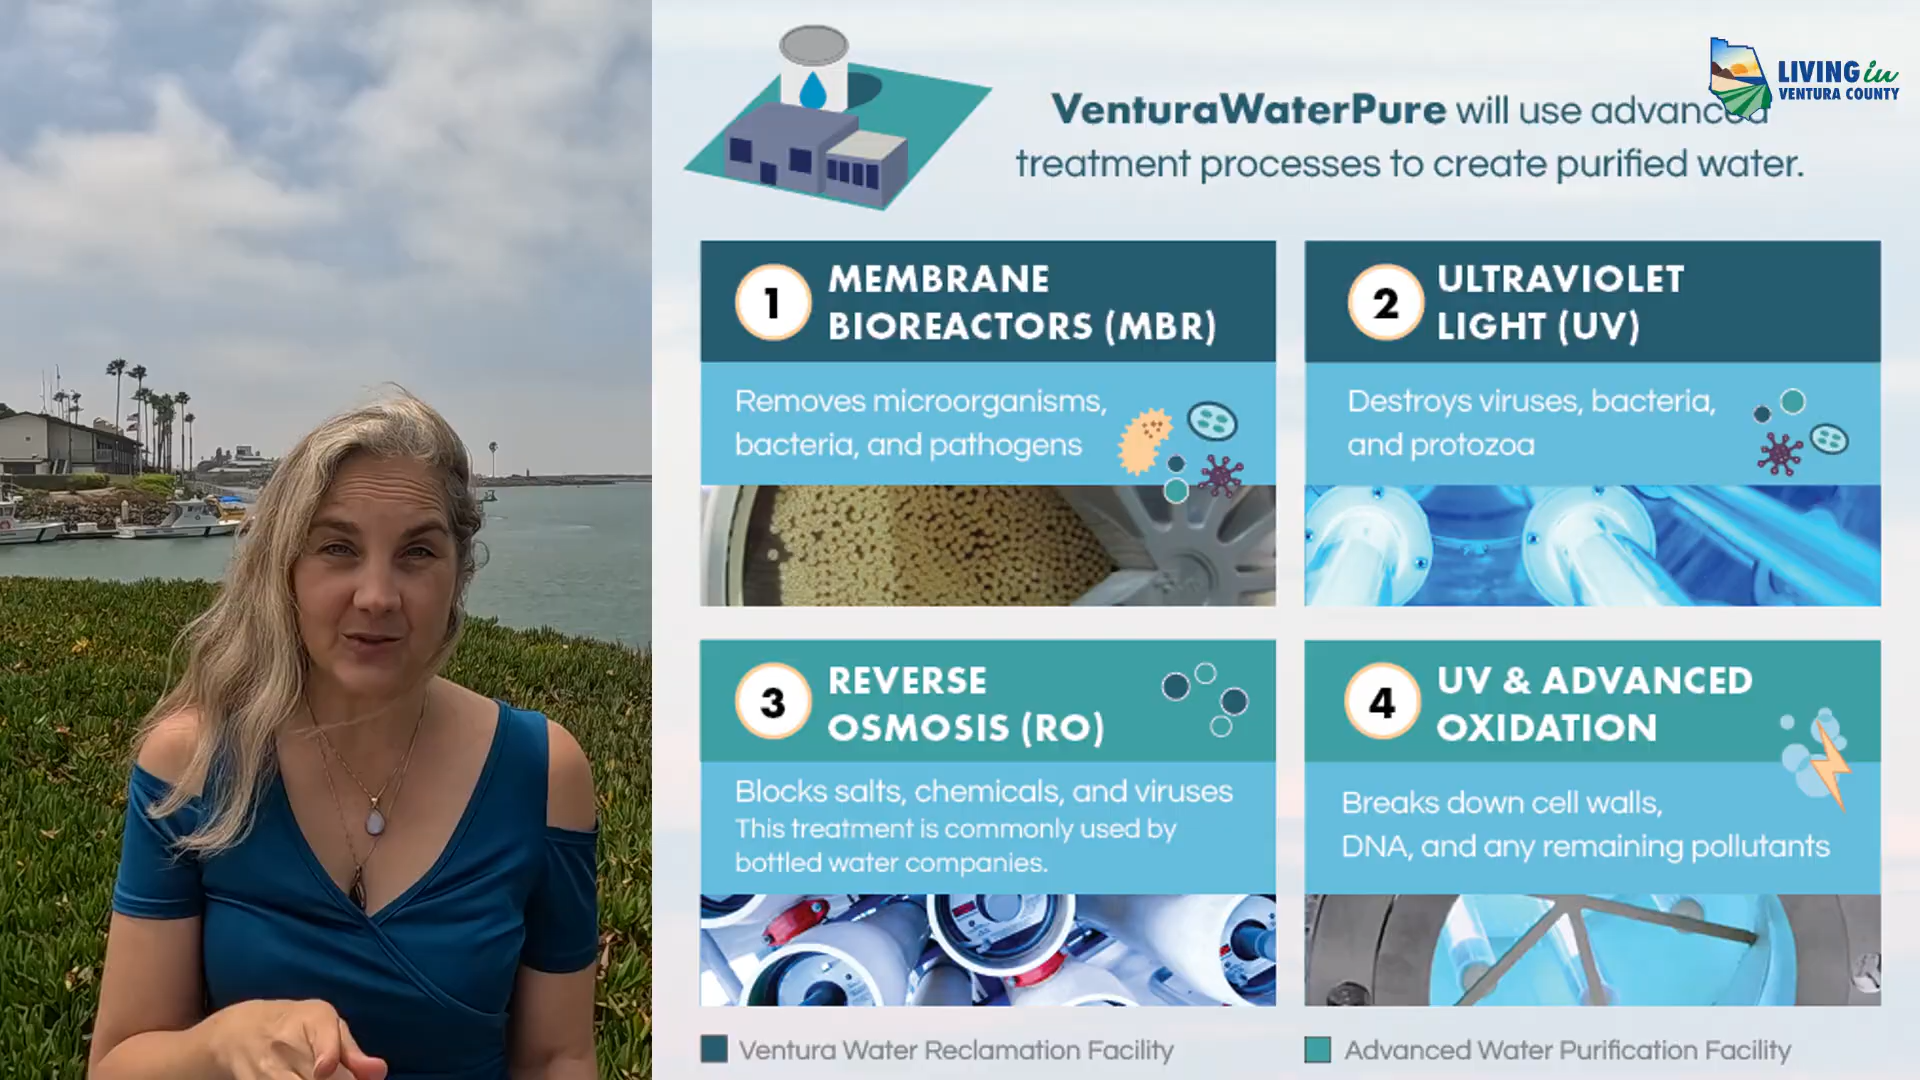 LIVING in
VENTURA COUNTY
VenturaWaterPure will use advanced
treatment processes to create purified water.
1 MEMBRANE
BIOREACTORS (MBR)
Removes microorganisms,
bacteria, and pathogens
2 ULTRAVIOLET
LIGHT (UV)
Destroys viruses, bacteria,
and protozoa
3 REVERSE
OSMOSIS (RO)
Blocks salts, chemicals, and viruses
This treatment is commonly used by
bottled water companies.
4 UV & ADVANCED
OXIDATION
Breaks down cell walls,
DNA, and any remaining pollutants
Ventura Water Reclamation Facility
Advanced Water Purification Facility